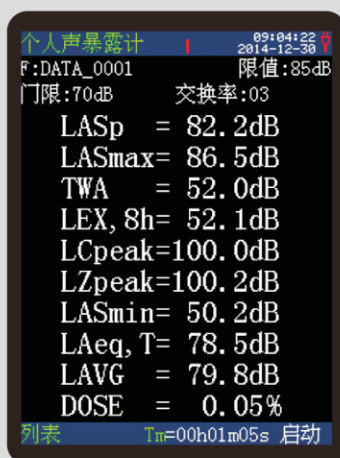 个人声暴露计 09:04:22
2014-12-30
F:DATA_0001 限值:85dB
门限:70dB 交换率:03
LASp = 82.2dB
LASmax= 86.5dB
TWA = 52.0dB
LEX,8h= 52.1dB
LCpeak=100.0dB
LZpeak=100.2dB
LASmin= 50.2dB
LAeq,T= 78.5dB
LAVG = 79.8dB
DOSE = 0.05%
列表 Tm=00h01m05s 启动